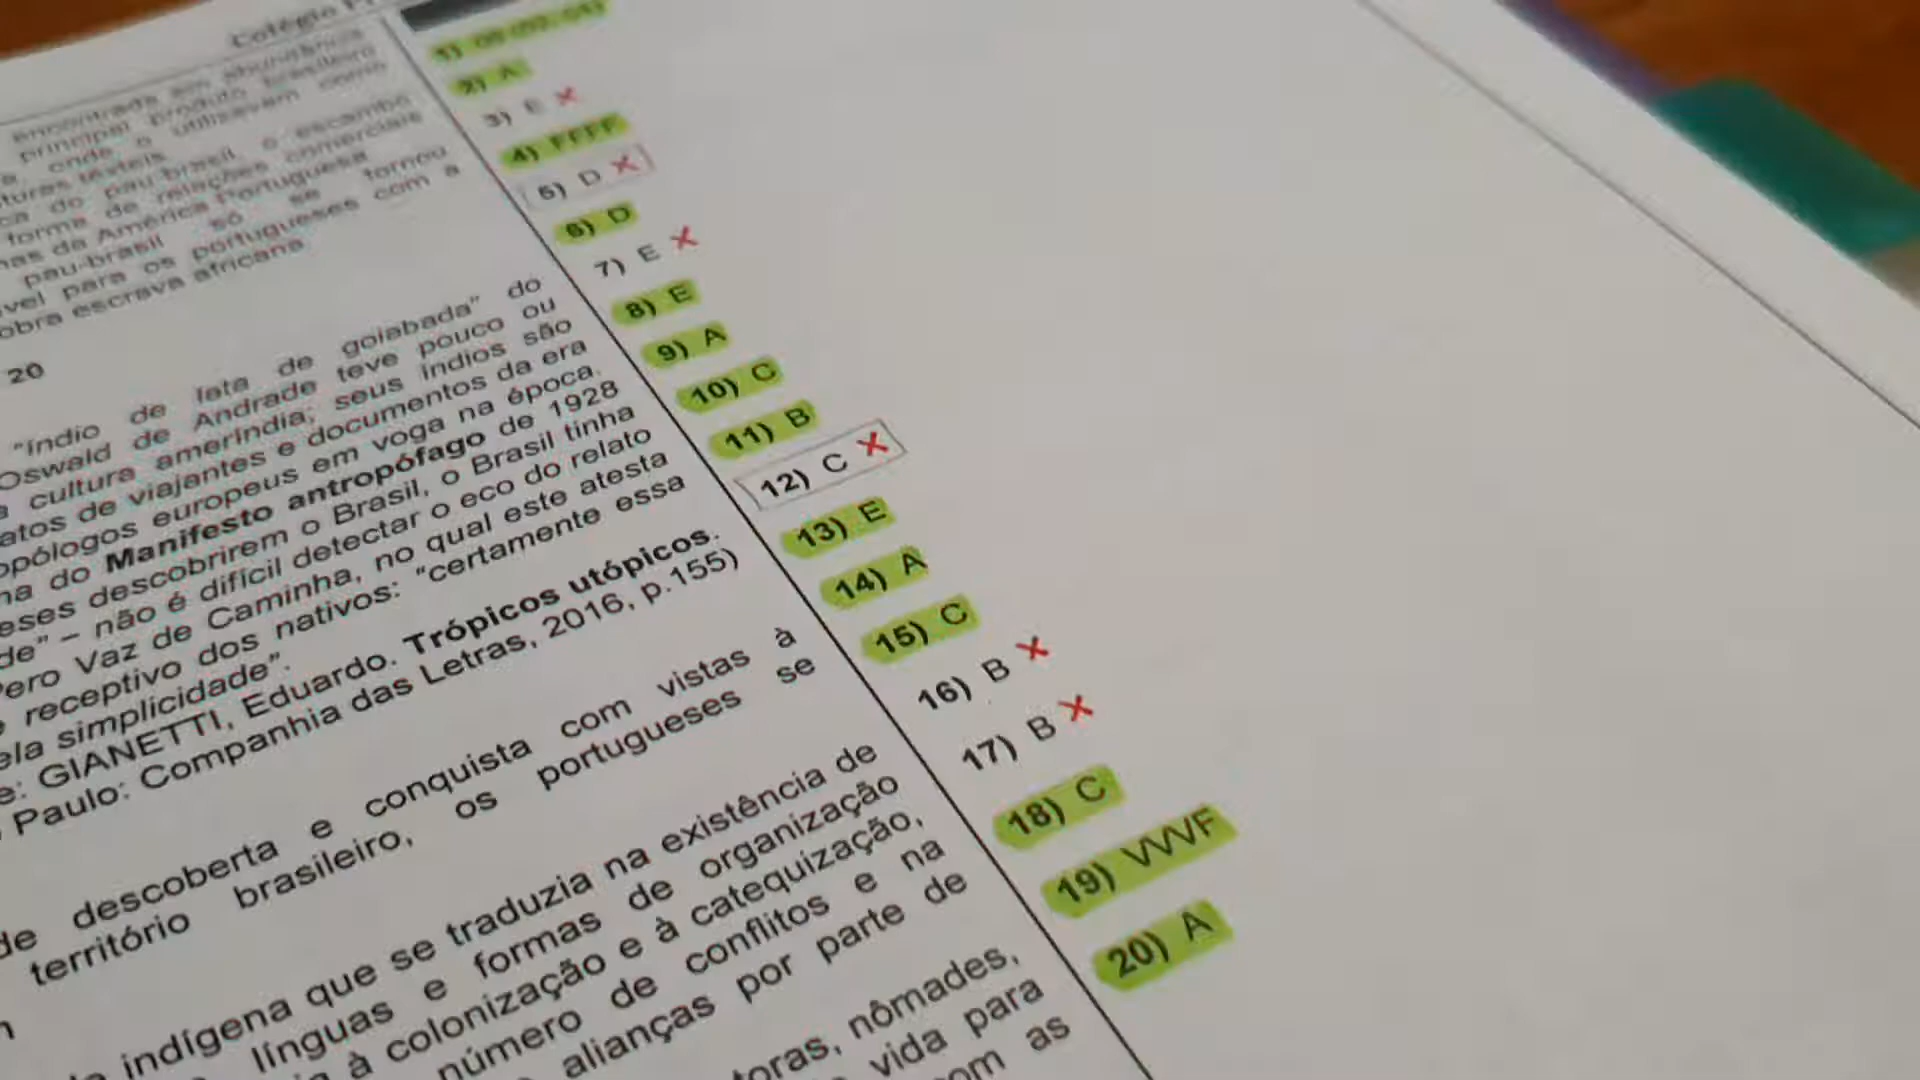 Colégio
encontrada em abundância
principal produto brasileiro
a, onde o utilizavam como
turas têxteis.
ca do pau-brasil, o escambo
forma de relações comerciais
nas da América Portuguesa.
pau-brasil só se tornou
vel para os portugueses com a
obra escrava africana.
20
"índio de lata de goiabada" do
Oswald de Andrade teve pouco ou
a cultura ameríndia; seus índios são
atos de viajantes e documentos da era
opólogos europeus em voga na época.
na do Manifesto antropófago de 1928
eses descobrirem o Brasil, o Brasil tinha
de" – não é difícil detectar o eco do relato
Pero Vaz de Caminha, no qual este atesta
e receptivo dos nativos: "certamente essa
ela simplicidade".
e: GIANETTI, Eduardo. Trópicos utópicos.
Paulo: Companhia das Letras, 2016, p.155)
de descoberta e conquista com vistas à
território brasileiro, os portugueses se
indígena que se traduzia na existência de
línguas e formas de organização
à colonização e à catequização,
número de conflitos e na
alianças por parte de
toras, nômades,
vida para
om as
2) A
3) E X
4) FFFF
5) D X
6) D
7) E X
8) E
9) A
10) C
11) B
12) C X
13) E
14) A
15) C
16) B X
17) B X
18) C
19) VVVF
20) A